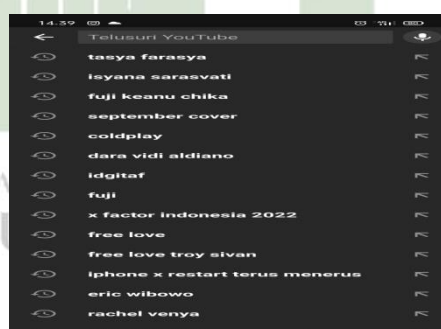 14.39
Telusuri YouTube
tasya farasya
isyana sarasvati
fuji keanu chika
september cover
coldplay
dara vidi aldiano
idgitaf
fuji
x factor indonesia 2022
free love
free love troy sivan
iphone x restart terus menerus
eric wibowo
rachel venya